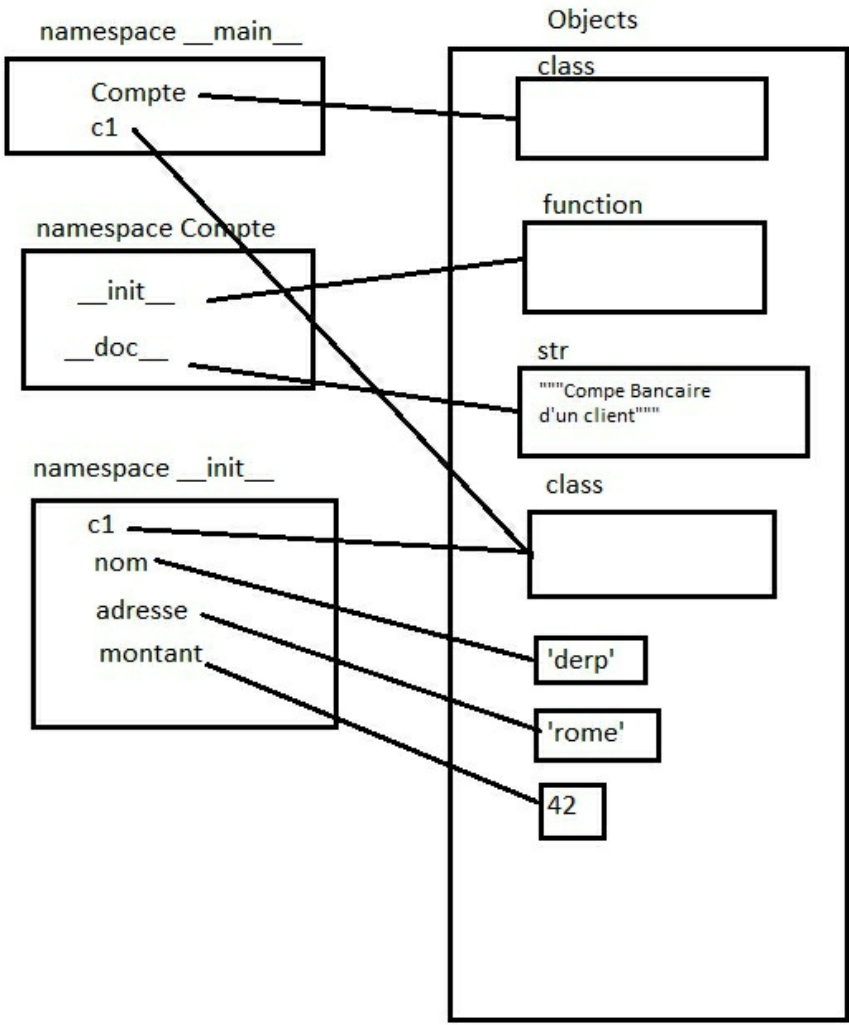 namespace __main__
Compte
c1
namespace Compte
__init__
__doc__
namespace __init__
c1
nom
adresse
montant
Objects
class
function
str
"""Compe Bancaire
d'un client"""
class
'derp'
'rome'
42